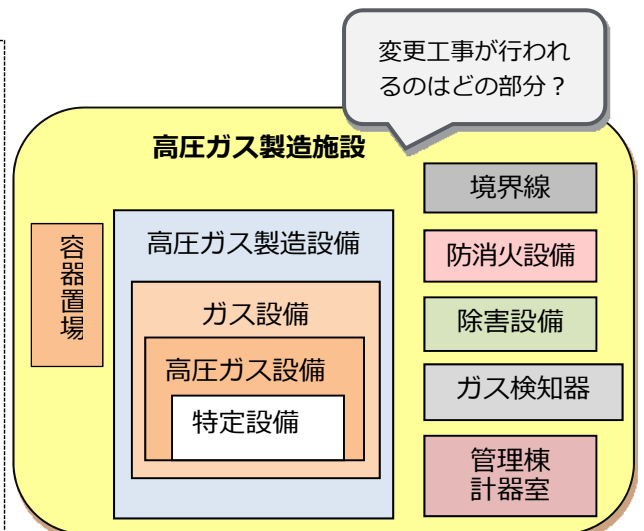 変更工事が行われ
るのはどの部分？
高圧ガス製造施設
容器置場
高圧ガス製造設備
ガス設備
高圧ガス設備
特定設備
境界線
防消火設備
除害設備
ガス検知器
管理棟
計器室